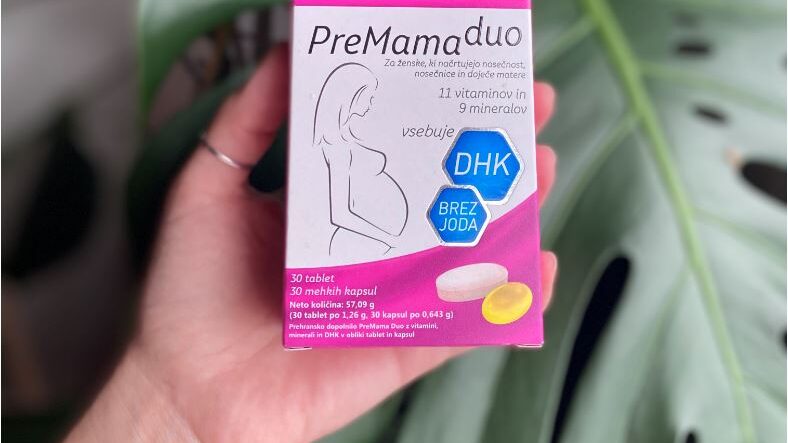 PreMama duo
Za ženske, ki načrtujejo nosečnost,
nosečnice in doječe matere
11 vitaminov in
9 mineralov
vsebuje
DHK
BREZ
JODA
30 tablet
30 mehkih kapsul
Neto količina: 57,09 g
(30 tablet po 1,26 g, 30 kapsul po 0,643 g)
Prehransko dopolnilo PreMama Duo z vitamini,
minerali in DHK v obliki tablet in kapsul